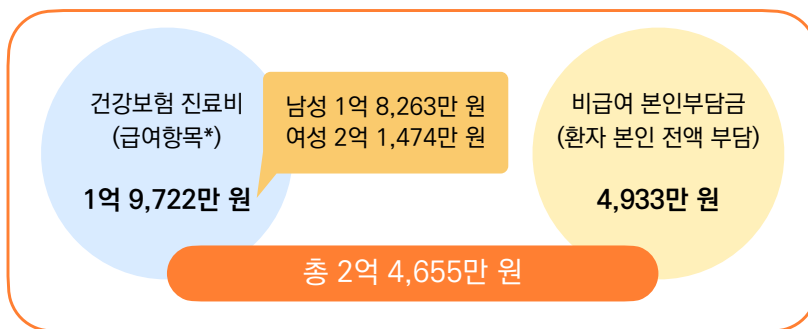 건강보험 진료비
(급여항목*)
1억 9,722만 원
남성 1억 8,263만 원
여성 2억 1,474만 원
비급여 본인부담금
(환자 본인 전액 부담)
4,933만 원
총 2억 4,655만 원